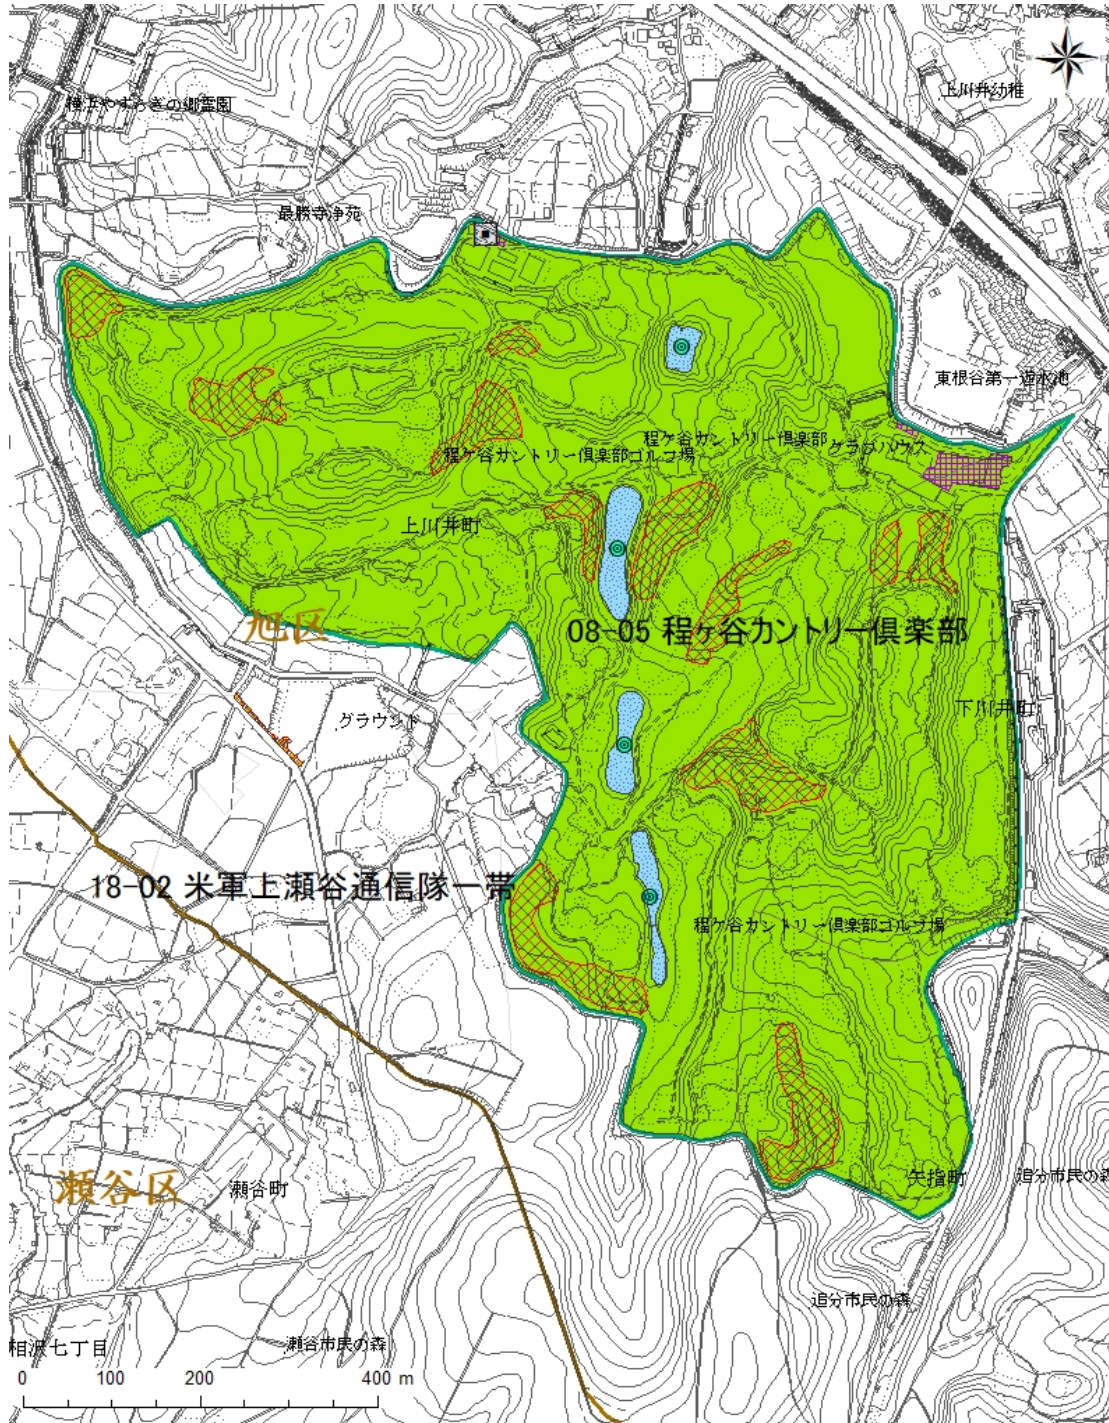 上川井幼稚
横浜やすらぎの郷霊園
最勝寺浄苑
東根谷第一遊水池
程ケ谷カントリー倶楽部
クラブハウス
程ケ谷カントリー倶楽部ゴルフ場
上川井町
旭区
08-05 程ヶ谷カントリー倶楽部
下川井町
グラウンド
18-02 米軍上瀬谷通信隊一帯
程ケ谷カントリー倶楽部ゴルフ場
瀬谷区
瀬谷町
矢指町
追分市民の森
追分市民の森
相沢七丁目
瀬谷市民の森
0 100 200 400 m